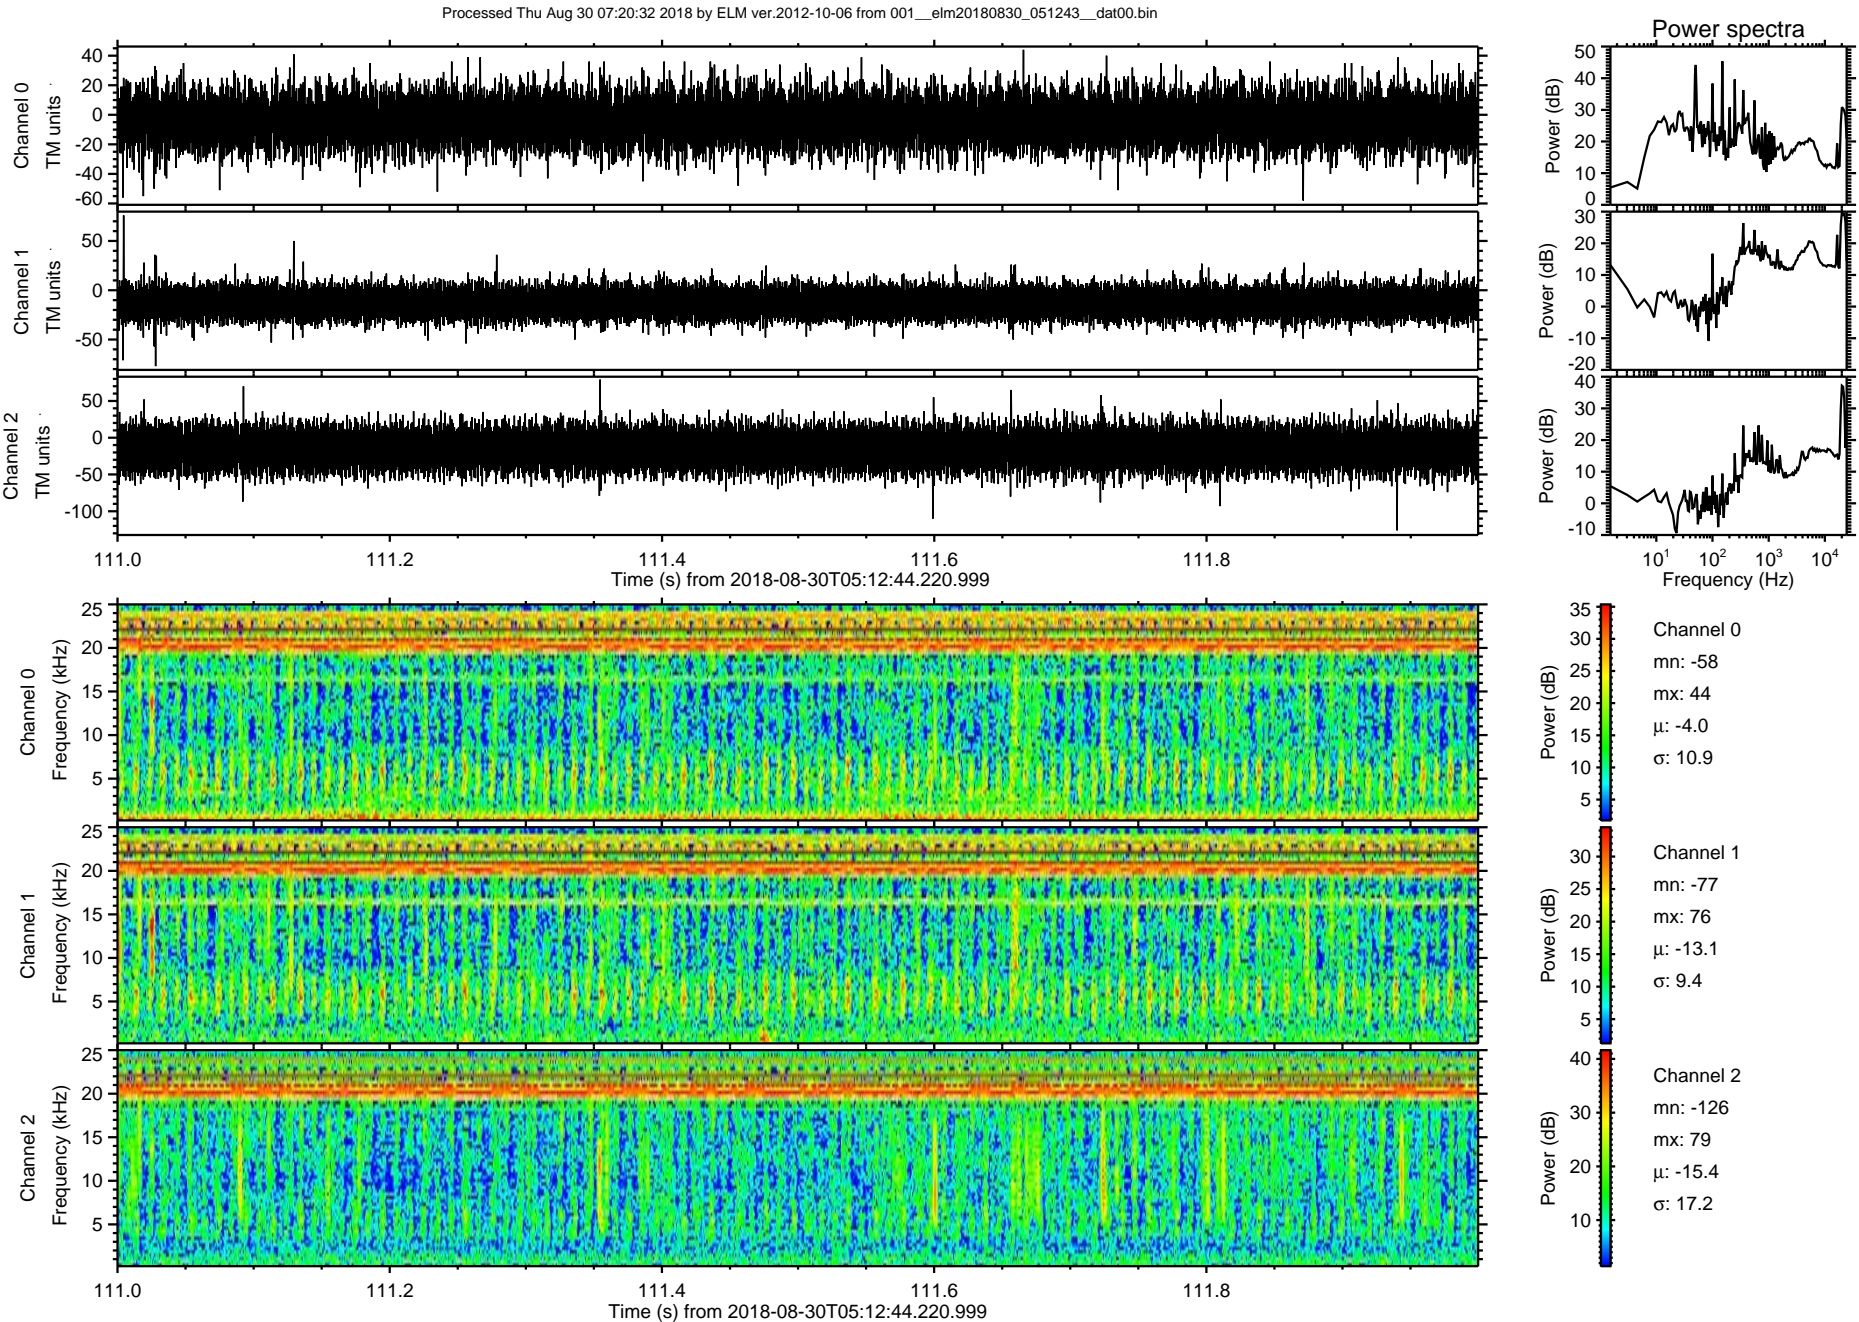 Processed Thu Aug 30 07:20:32 2018 by ELM ver.2012-10-06 from 001__elm20180830_051243__dat00.bin
Power spectra
Channel 0
TM units
40
20
0
-20
-40
-60
Power (dB)
50
40
30
20
10
0
Channel 1
TM units
50
0
-50
Power (dB)
30
20
10
0
-10
-20
Channel 2
TM units
50
0
-50
-100
Power (dB)
40
30
20
10
0
-10
111.0 111.2 111.4 111.6 111.8
Time (s) from 2018-08-30T05:12:44.220.999
10¹ 10² 10³ 10⁴
Frequency (Hz)
Channel 0
Frequency (kHz)
25
20
15
10
5
Power (dB)
35
30
25
20
15
10
5
Channel 0
mn: -58
mx: 44
μ: -4.0
σ: 10.9
Channel 1
Frequency (kHz)
25
20
15
10
5
Power (dB)
30
25
20
15
10
5
Channel 1
mn: -77
mx: 76
μ: -13.1
σ: 9.4
Channel 2
Frequency (kHz)
25
20
15
10
5
Power (dB)
40
30
20
10
Channel 2
mn: -126
mx: 79
μ: -15.4
σ: 17.2
111.0 111.2 111.4 111.6 111.8
Time (s) from 2018-08-30T05:12:44.220.999